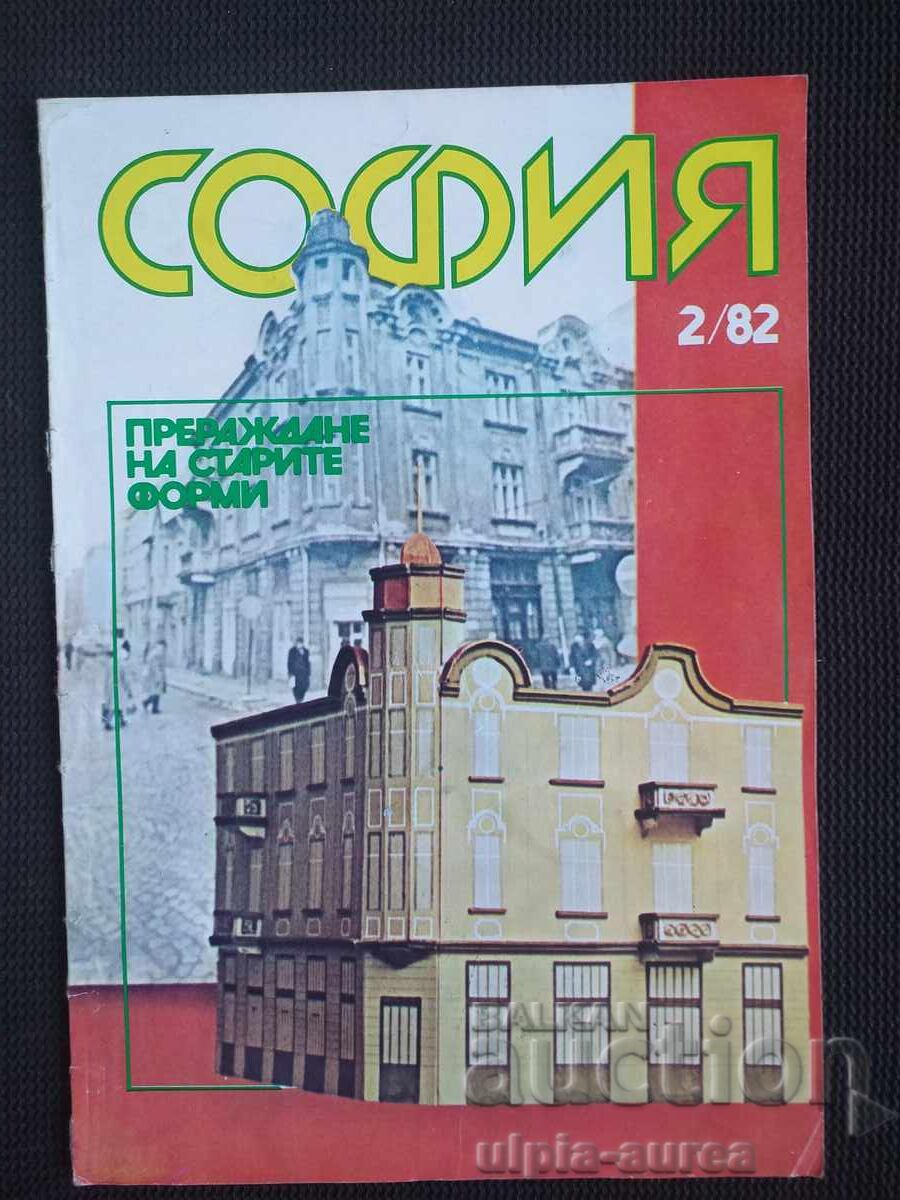 СОФИЯ
2/82
ПРЕРАЖДАНЕ
НА СТАРИТЕ
ФОРМИ
BALKAN
auction
ulpia-aurea